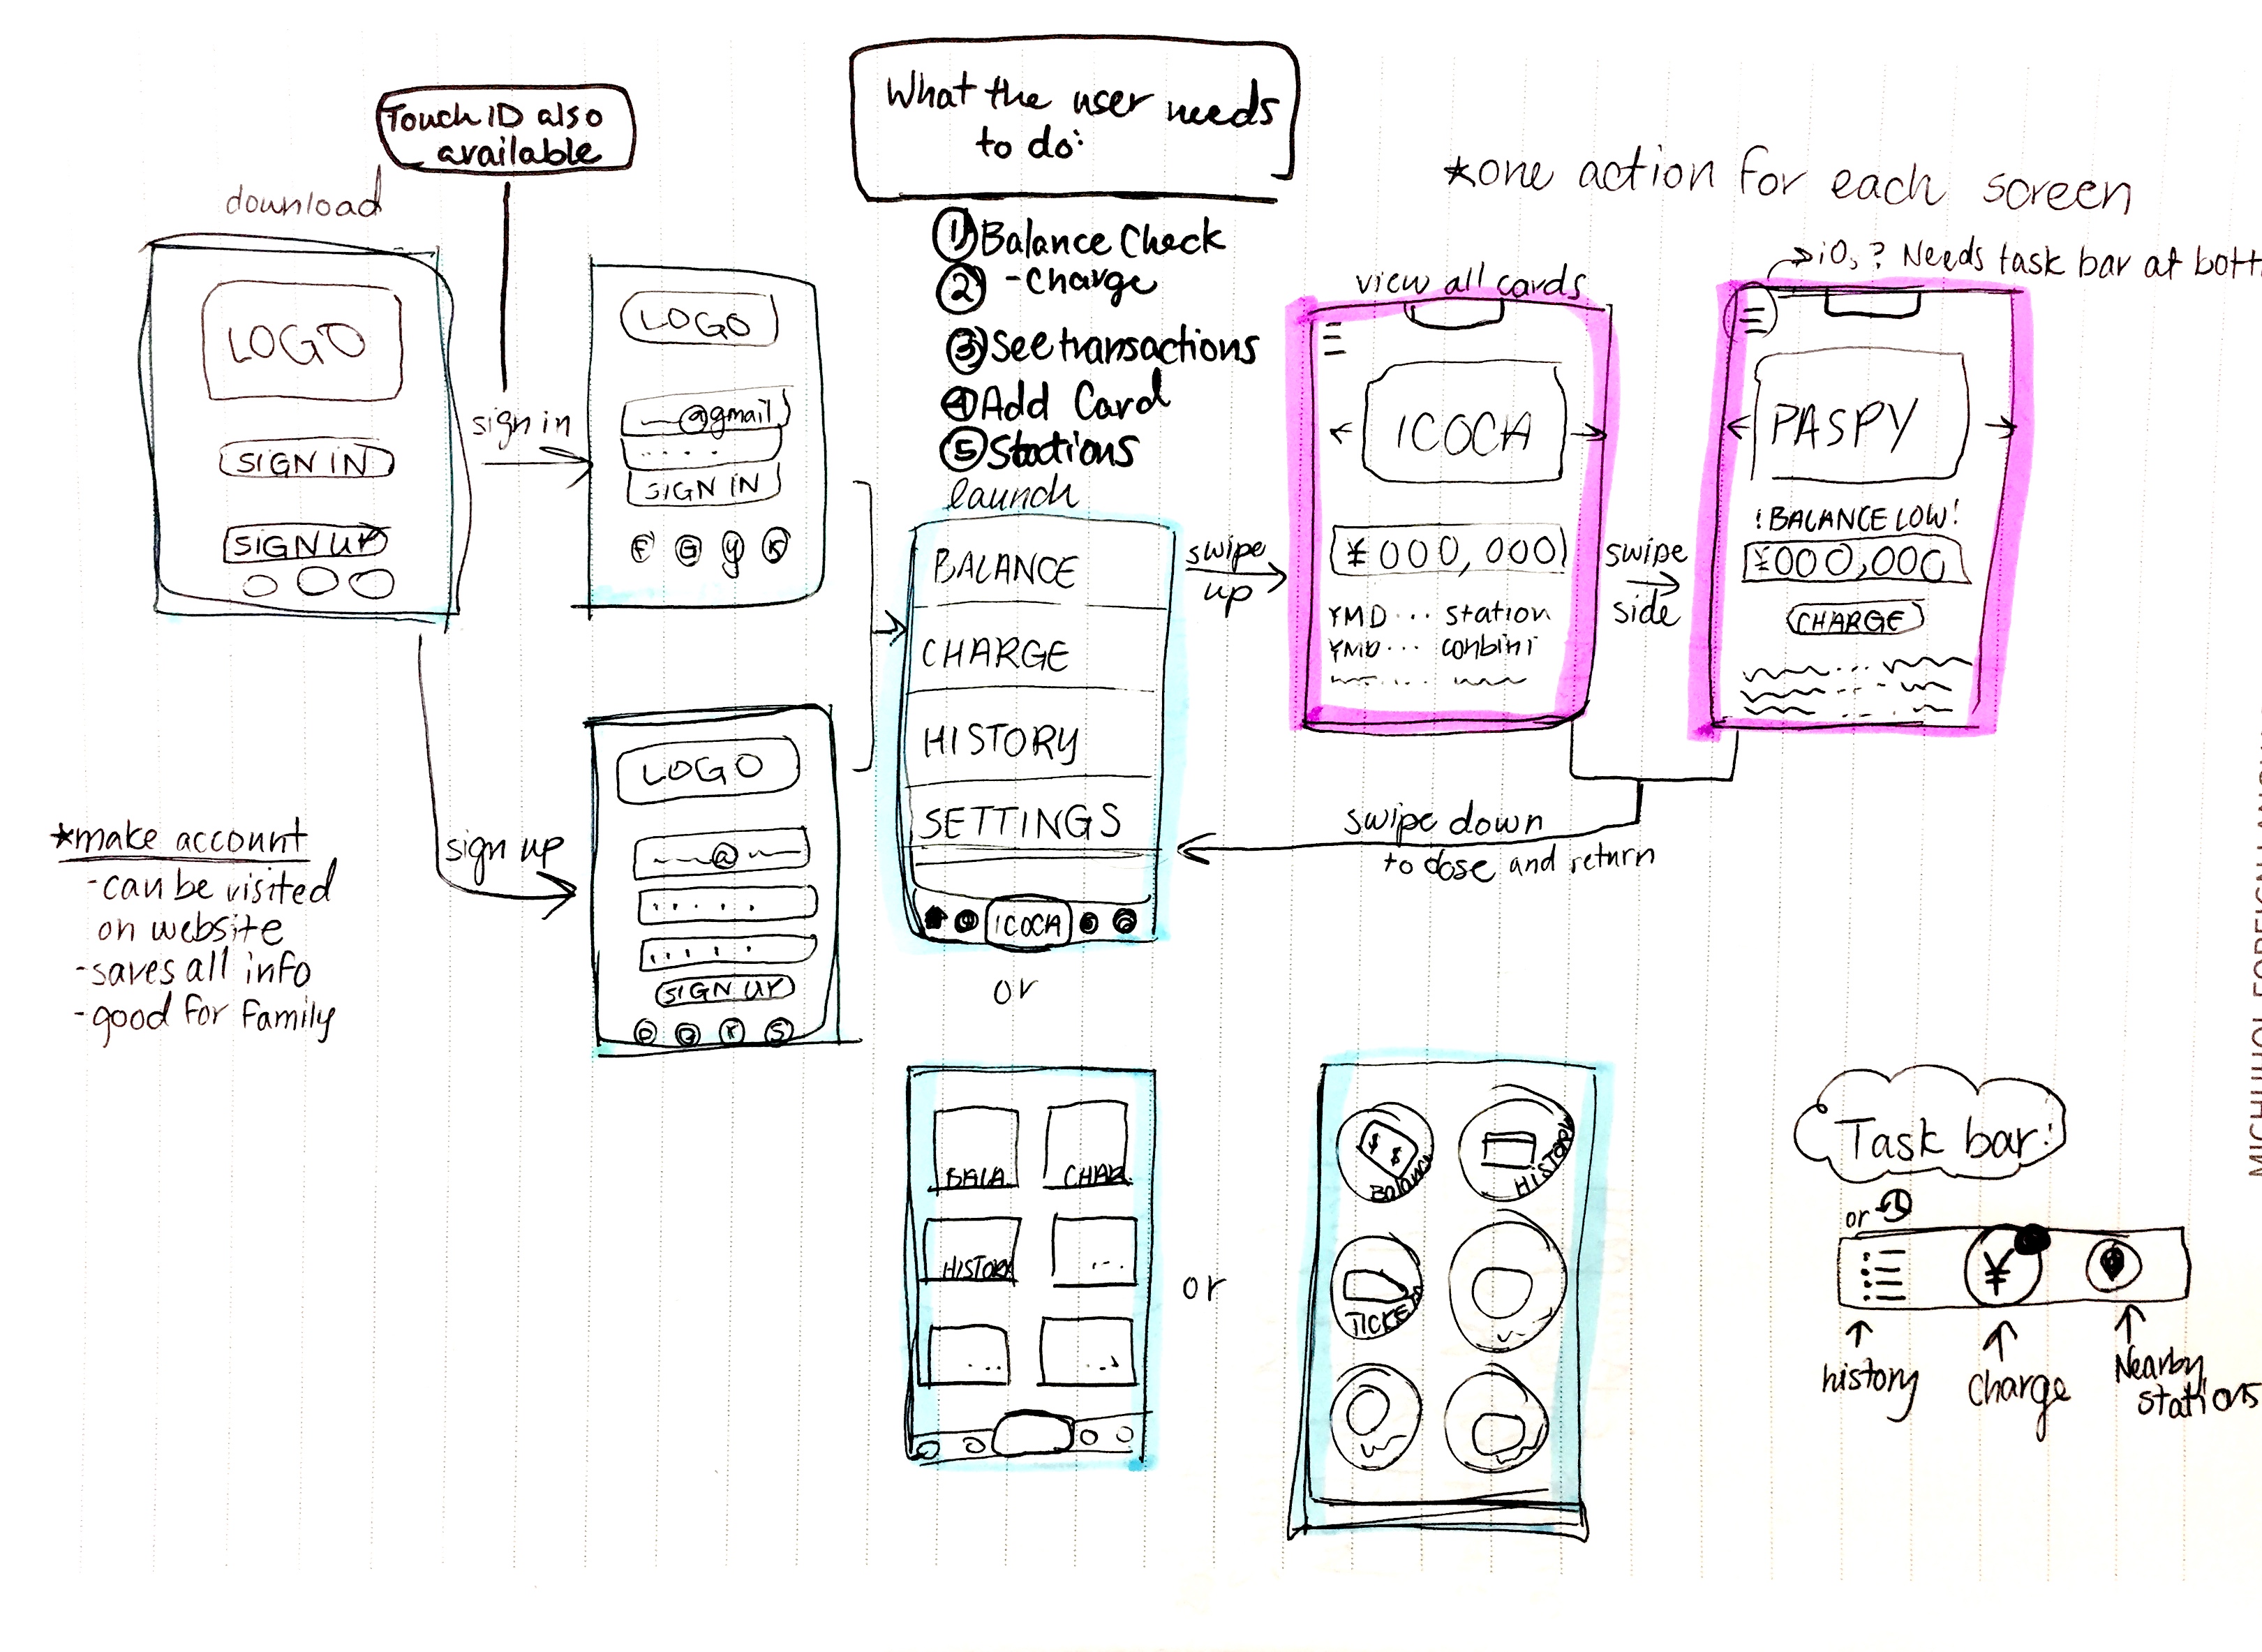 Touch ID also
available
download
LOGO
SIGN IN
SIGN UP
sign in
LOGO
@gmail
SIGN IN
F G y K
sign up
LOGO
@
SIGN UP
★make account
-can be visited
on website
-saves all info
-good for family
What the user needs
to do:
① Balance Check
② -Charge
③ See transactions
④ Add Card
⑤ Stations
launch
BALANCE
CHARGE
HISTORY
SETTINGS
ICOCA
or
BALA
CHAR
HISTORY
...
...
or
$ $
Balance
HISTORY
TICKETS
swipe
up
★one action for each screen
view all cards
ICOCA
¥000,000
YMD... station
YMD... conbini
swipe
side
? Needs task bar at bott
PASPY
!BALANCE LOW!
¥000,000
CHARGE
swipe down
to close and return
Task bar!
or
¥
history
Charge
Nearby
stations